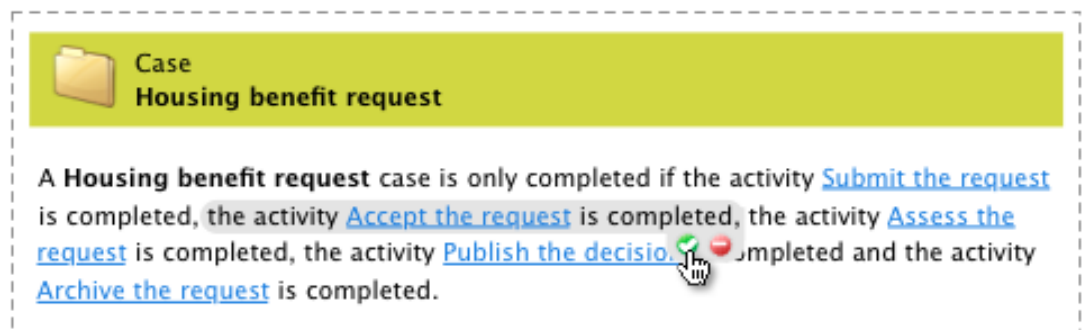 Case
Housing benefit request
A Housing benefit request case is only completed if the activity Submit the request
is completed, the activity Accept the request is completed, the activity Assess the
request is completed, the activity Publish the decisio and the activity
Archive the request is completed.